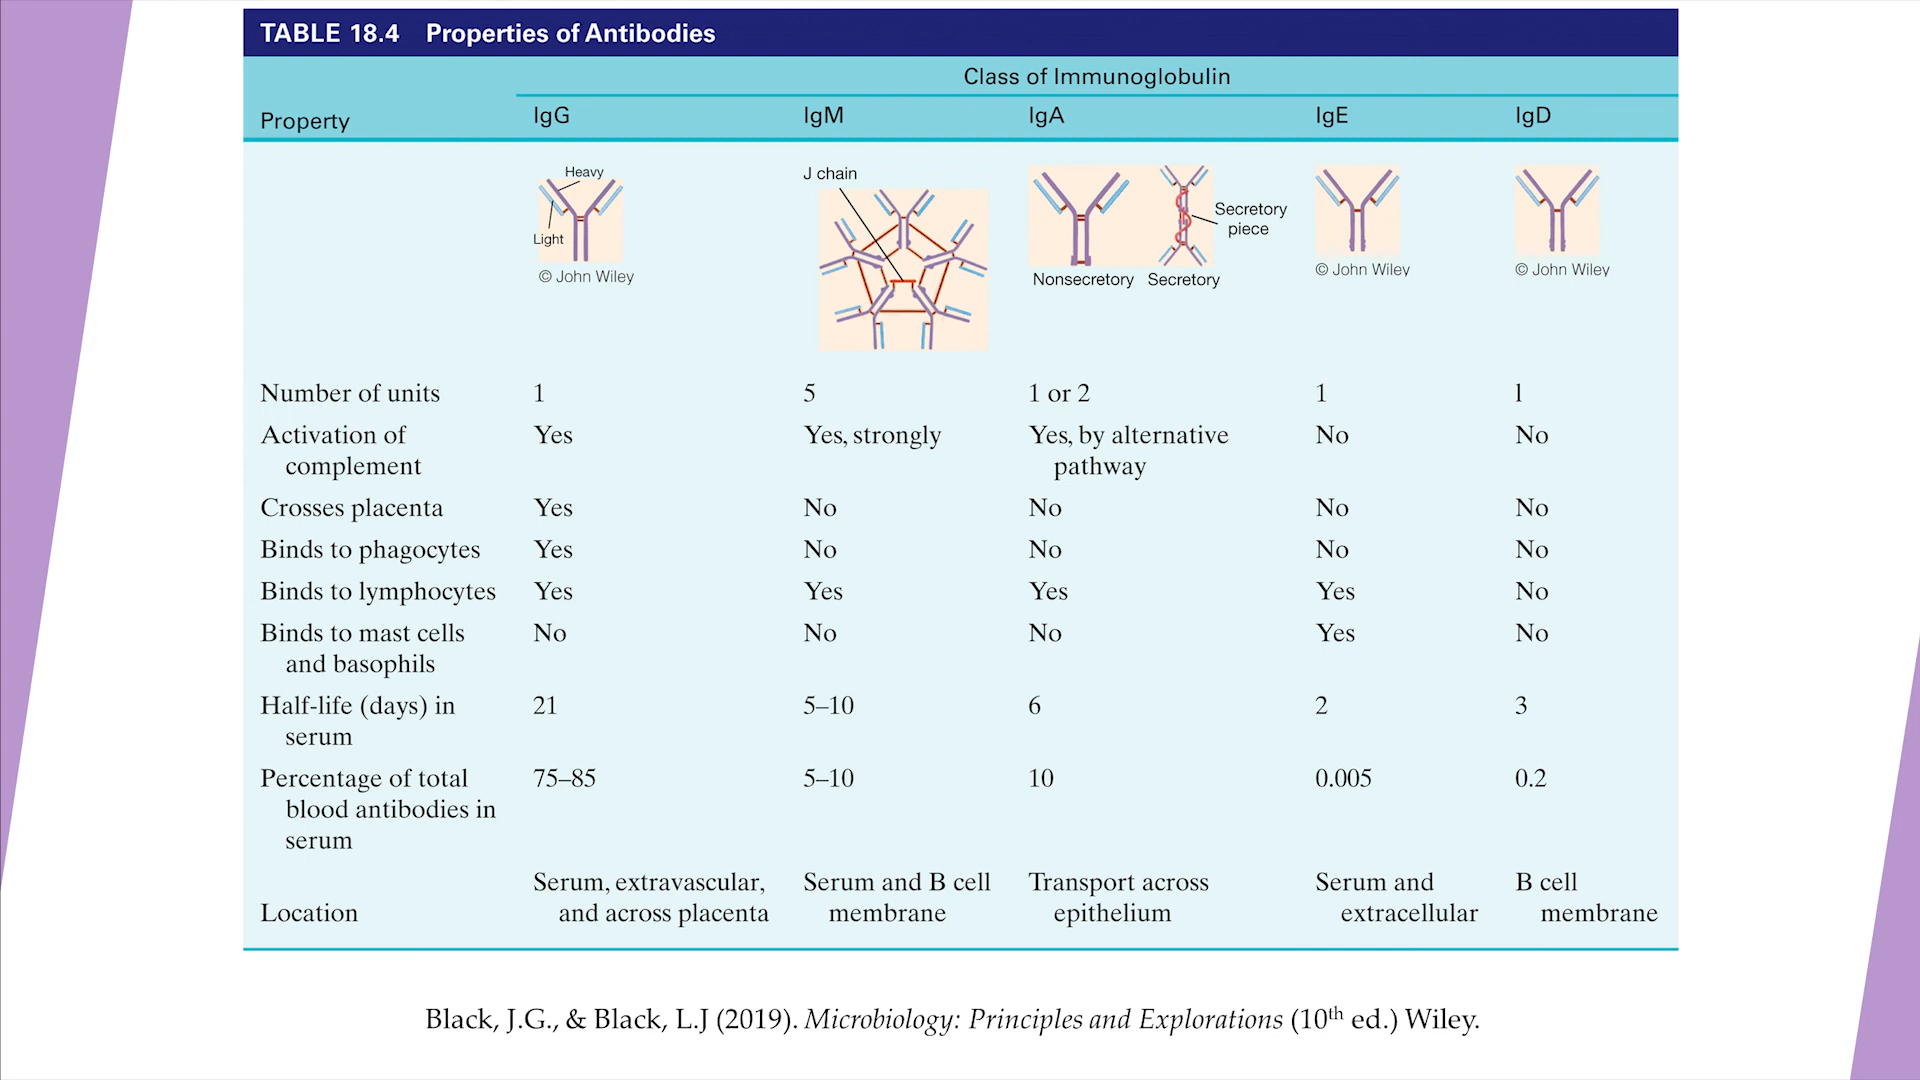 TABLE 18.4 Properties of Antibodies
Class of Immunoglobulin
Property IgG IgM IgA IgE IgD
Heavy
Light
© John Wiley
J chain
Secretory
piece
Nonsecretory Secretory
© John Wiley
© John Wiley
Number of units 1 5 1 or 2 1 l
Activation of Yes Yes, strongly Yes, by alternative No No
complement pathway
Crosses placenta Yes No No No No
Binds to phagocytes Yes No No No No
Binds to lymphocytes Yes Yes Yes Yes No
Binds to mast cells No No No Yes No
and basophils
Half-life (days) in 21 5–10 6 2 3
serum
Percentage of total 75–85 5–10 10 0.005 0.2
blood antibodies in
serum
Serum, extravascular, Serum and B cell Transport across Serum and B cell
Location and across placenta membrane epithelium extracellular membrane
Black, J.G., & Black, L.J (2019). Microbiology: Principles and Explorations (10th ed.) Wiley.